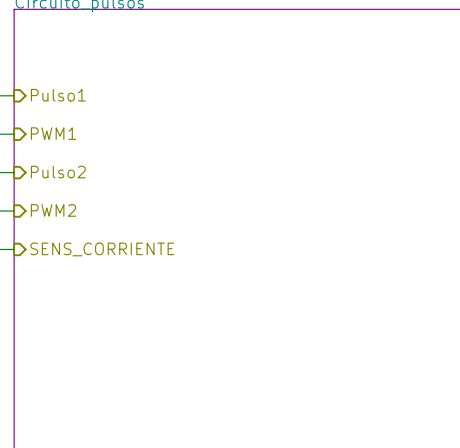 Circuito_pulsos
Pulso1
PWM1
Pulso2
PWM2
SENS_CORRIENTE